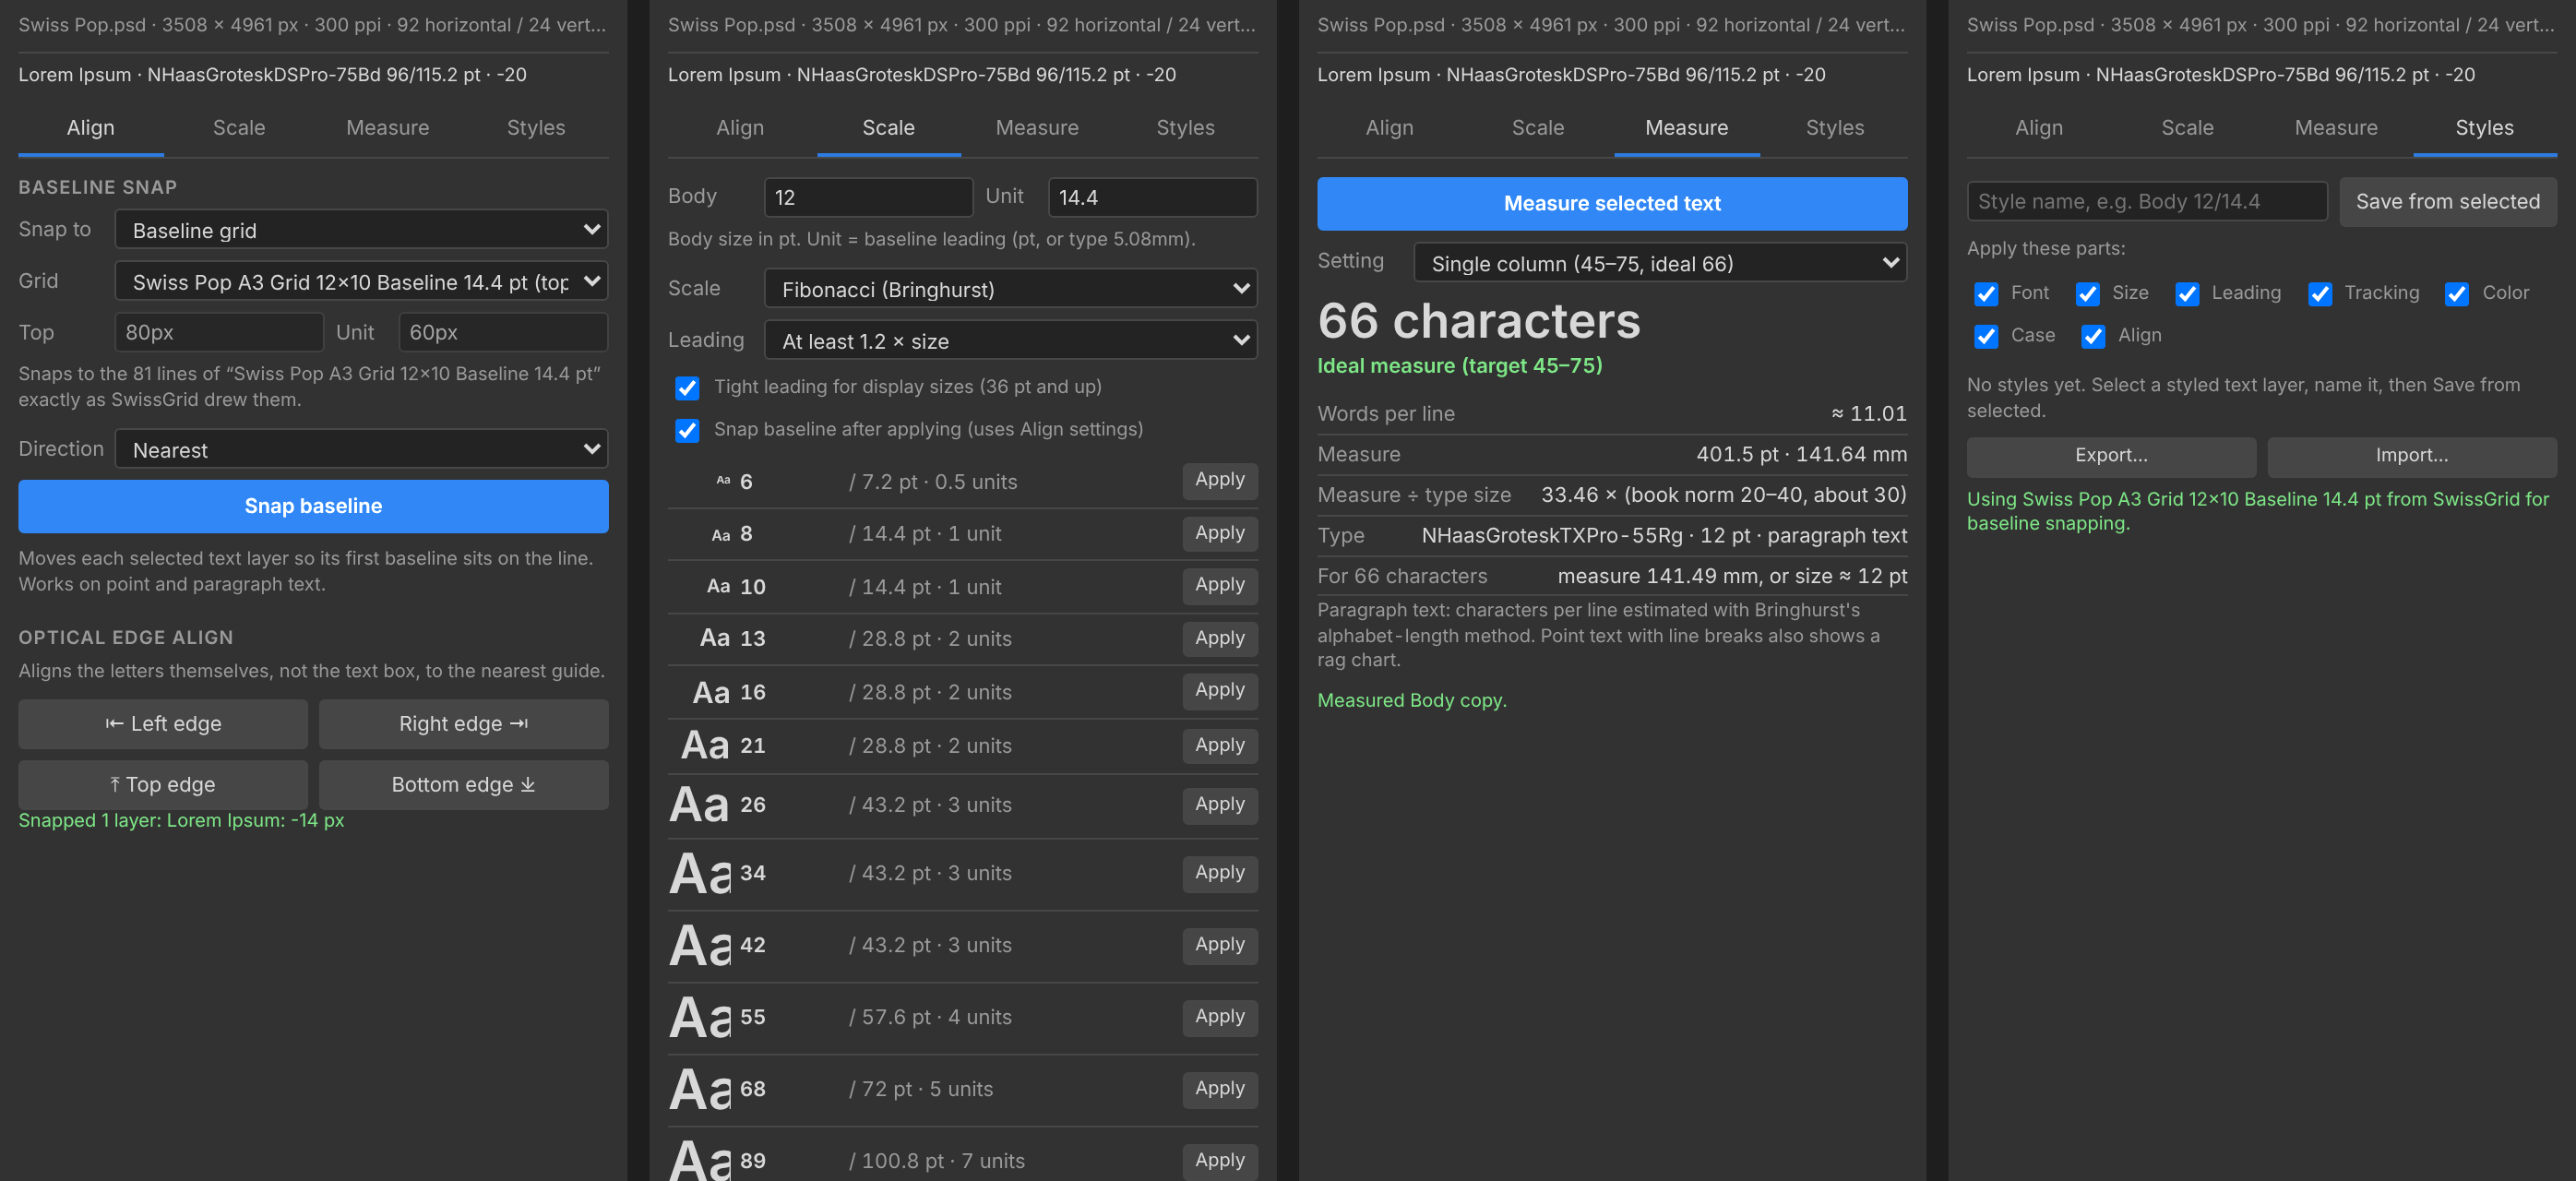 Swiss Pop.psd · 3508 × 4961 px · 300 ppi · 92 horizontal / 24 vert...
Lorem Ipsum · NHaasGroteskDSPro-75Bd 96/115.2 pt · -20
Align Scale Measure Styles
BASELINE SNAP
Snap to Baseline grid
Grid Swiss Pop A3 Grid 12×10 Baseline 14.4 pt (top
Top 80px Unit 60px
Snaps to the 81 lines of “Swiss Pop A3 Grid 12×10 Baseline 14.4 pt”
exactly as SwissGrid drew them.
Direction Nearest
Snap baseline
Moves each selected text layer so its first baseline sits on the line.
Works on point and paragraph text.
OPTICAL EDGE ALIGN
Aligns the letters themselves, not the text box, to the nearest guide.
⇤ Left edge Right edge ⇥
⤒ Top edge Bottom edge ⤓
Snapped 1 layer: Lorem Ipsum: -14 px
Swiss Pop.psd · 3508 × 4961 px · 300 ppi · 92 horizontal / 24 vert...
Lorem Ipsum · NHaasGroteskDSPro-75Bd 96/115.2 pt · -20
Align Scale Measure Styles
Body 12 Unit 14.4
Body size in pt. Unit = baseline leading (pt, or type 5.08mm).
Scale Fibonacci (Bringhurst)
Leading At least 1.2 × size
Tight leading for display sizes (36 pt and up)
Snap baseline after applying (uses Align settings)
Aa 6 / 7.2 pt · 0.5 units Apply
Aa 8 / 14.4 pt · 1 unit Apply
Aa 10 / 14.4 pt · 1 unit Apply
Aa 13 / 28.8 pt · 2 units Apply
Aa 16 / 28.8 pt · 2 units Apply
Aa 21 / 28.8 pt · 2 units Apply
Aa 26 / 43.2 pt · 3 units Apply
Aa 34 / 43.2 pt · 3 units Apply
Aa 42 / 43.2 pt · 3 units Apply
Aa 55 / 57.6 pt · 4 units Apply
Aa 68 / 72 pt · 5 units Apply
Aa 89 / 100.8 pt · 7 units Apply
Swiss Pop.psd · 3508 × 4961 px · 300 ppi · 92 horizontal / 24 vert...
Lorem Ipsum · NHaasGroteskDSPro-75Bd 96/115.2 pt · -20
Align Scale Measure Styles
Measure selected text
Setting Single column (45–75, ideal 66)
66 characters
Ideal measure (target 45–75)
Words per line ≈ 11.01
Measure 401.5 pt · 141.64 mm
Measure ÷ type size 33.46 × (book norm 20–40, about 30)
Type NHaasGroteskTXPro-55Rg · 12 pt · paragraph text
For 66 characters measure 141.49 mm, or size ≈ 12 pt
Paragraph text: characters per line estimated with Bringhurst's
alphabet-length method. Point text with line breaks also shows a
rag chart.
Measured Body copy.
Swiss Pop.psd · 3508 × 4961 px · 300 ppi · 92 horizontal / 24 vert...
Lorem Ipsum · NHaasGroteskDSPro-75Bd 96/115.2 pt · -20
Align Scale Measure Styles
Style name, e.g. Body 12/14.4 Save from selected
Apply these parts:
Font Size Leading Tracking Color
Case Align
No styles yet. Select a styled text layer, name it, then Save from
selected.
Export... Import...
Using Swiss Pop A3 Grid 12×10 Baseline 14.4 pt from SwissGrid for
baseline snapping.